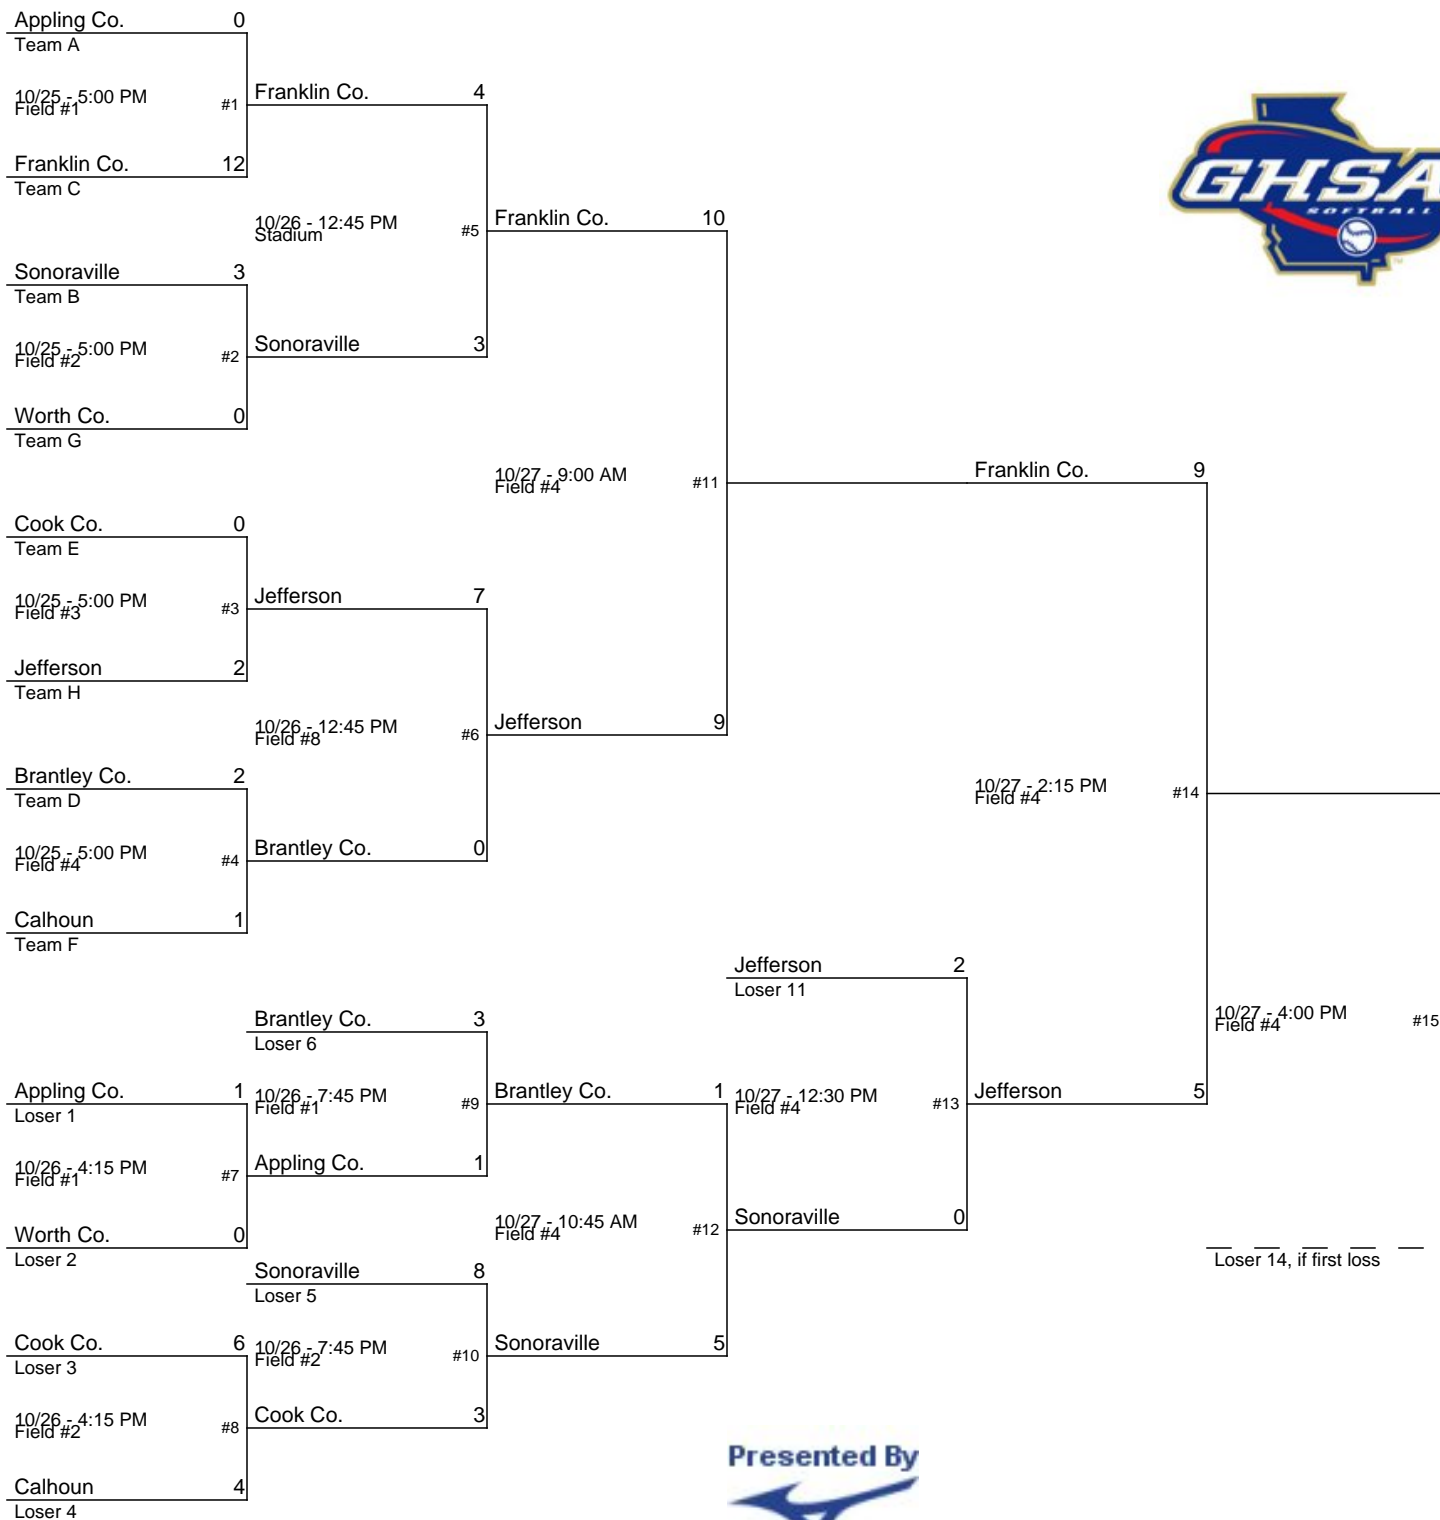 Appling Co. 0
Team A
10/25 - 5:00 PM
Field #1
#1
Franklin Co. 12
Team C
Franklin Co. 4
10/26 - 12:45 PM
Stadium
#5
Sonoraville 3
Team B
10/25 - 5:00 PM
Field #2
#2
Worth Co. 0
Team G
Sonoraville 3
Franklin Co. 10
10/27 - 9:00 AM
Field #4
#11
Cook Co. 0
Team E
10/25 - 5:00 PM
Field #3
#3
Jefferson 2
Team H
Jefferson 7
10/26 - 12:45 PM
Field #8
#6
Brantley Co. 2
Team D
10/25 - 5:00 PM
Field #4
#4
Calhoun 1
Team F
Brantley Co. 0
Jefferson 9
Franklin Co. 9
10/27 - 2:15 PM
Field #4
#14
Brantley Co. 3
Loser 6
Appling Co. 1
Loser 1
10/26 - 4:15 PM
Field #1
#7
Worth Co. 0
Loser 2
10/26 - 7:45 PM
Field #1
#9
Appling Co. 1
Brantley Co. 1
10/27 - 10:45 AM
Field #4
#12
Sonoraville 8
Loser 5
Cook Co. 6
Loser 3
10/26 - 4:15 PM
Field #2
#8
Calhoun 4
Loser 4
10/26 - 7:45 PM
Field #2
#10
Cook Co. 3
Sonoraville 5
Jefferson 2
Loser 11
10/27 - 12:30 PM
Field #4
#13
Sonoraville 0
Jefferson 5
10/27 - 4:00 PM
Field #4
#15
Loser 14, if first loss
GHSA
SOFTBALL
TM
Presented By